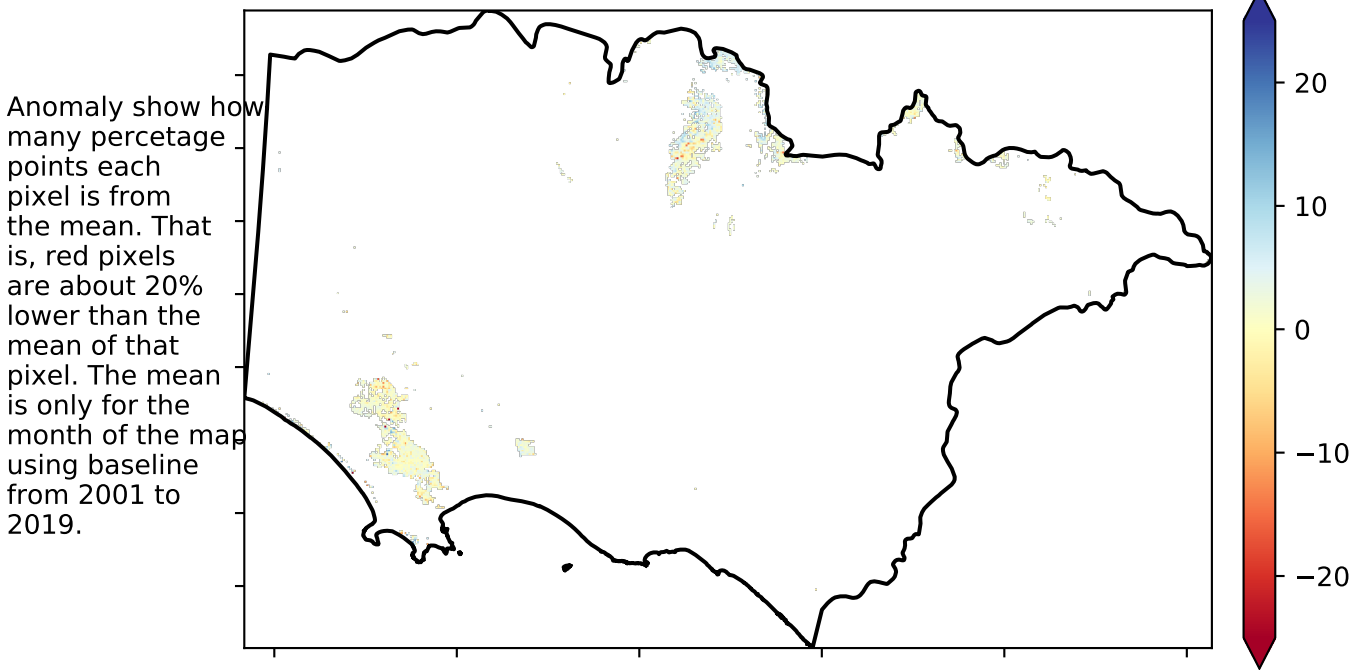 Anomaly show how
many percetage
points each
pixel is from
the mean. That
is, red pixels
are about 20%
lower than the
mean of that
pixel. The mean
is only for the
month of the map
using baseline
from 2001 to
2019.
20
10
0
−10
−20